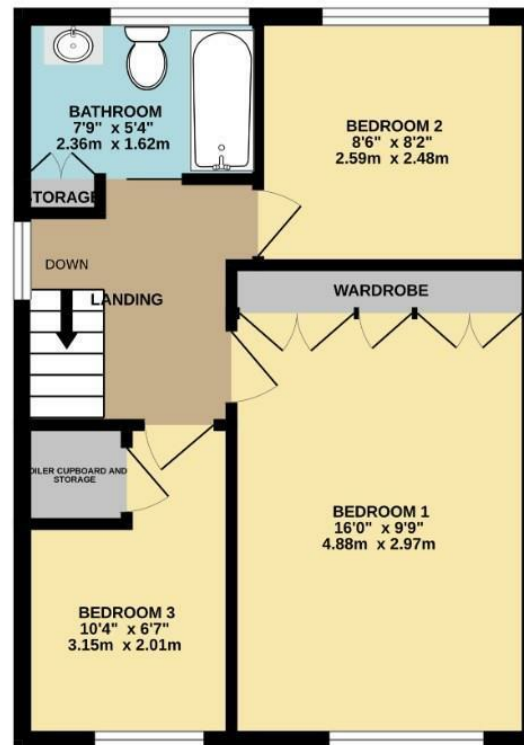 BATHROOM
7'9" x 5'4"
2.36m x 1.62m
BEDROOM 2
8'6" x 8'2"
2.59m x 2.48m
STORAGE
DOWN
LANDING
WARDROBE
OILER CUPBOARD AND
STORAGE
BEDROOM 1
16'0" x 9'9"
4.88m x 2.97m
BEDROOM 3
10'4" x 6'7"
3.15m x 2.01m